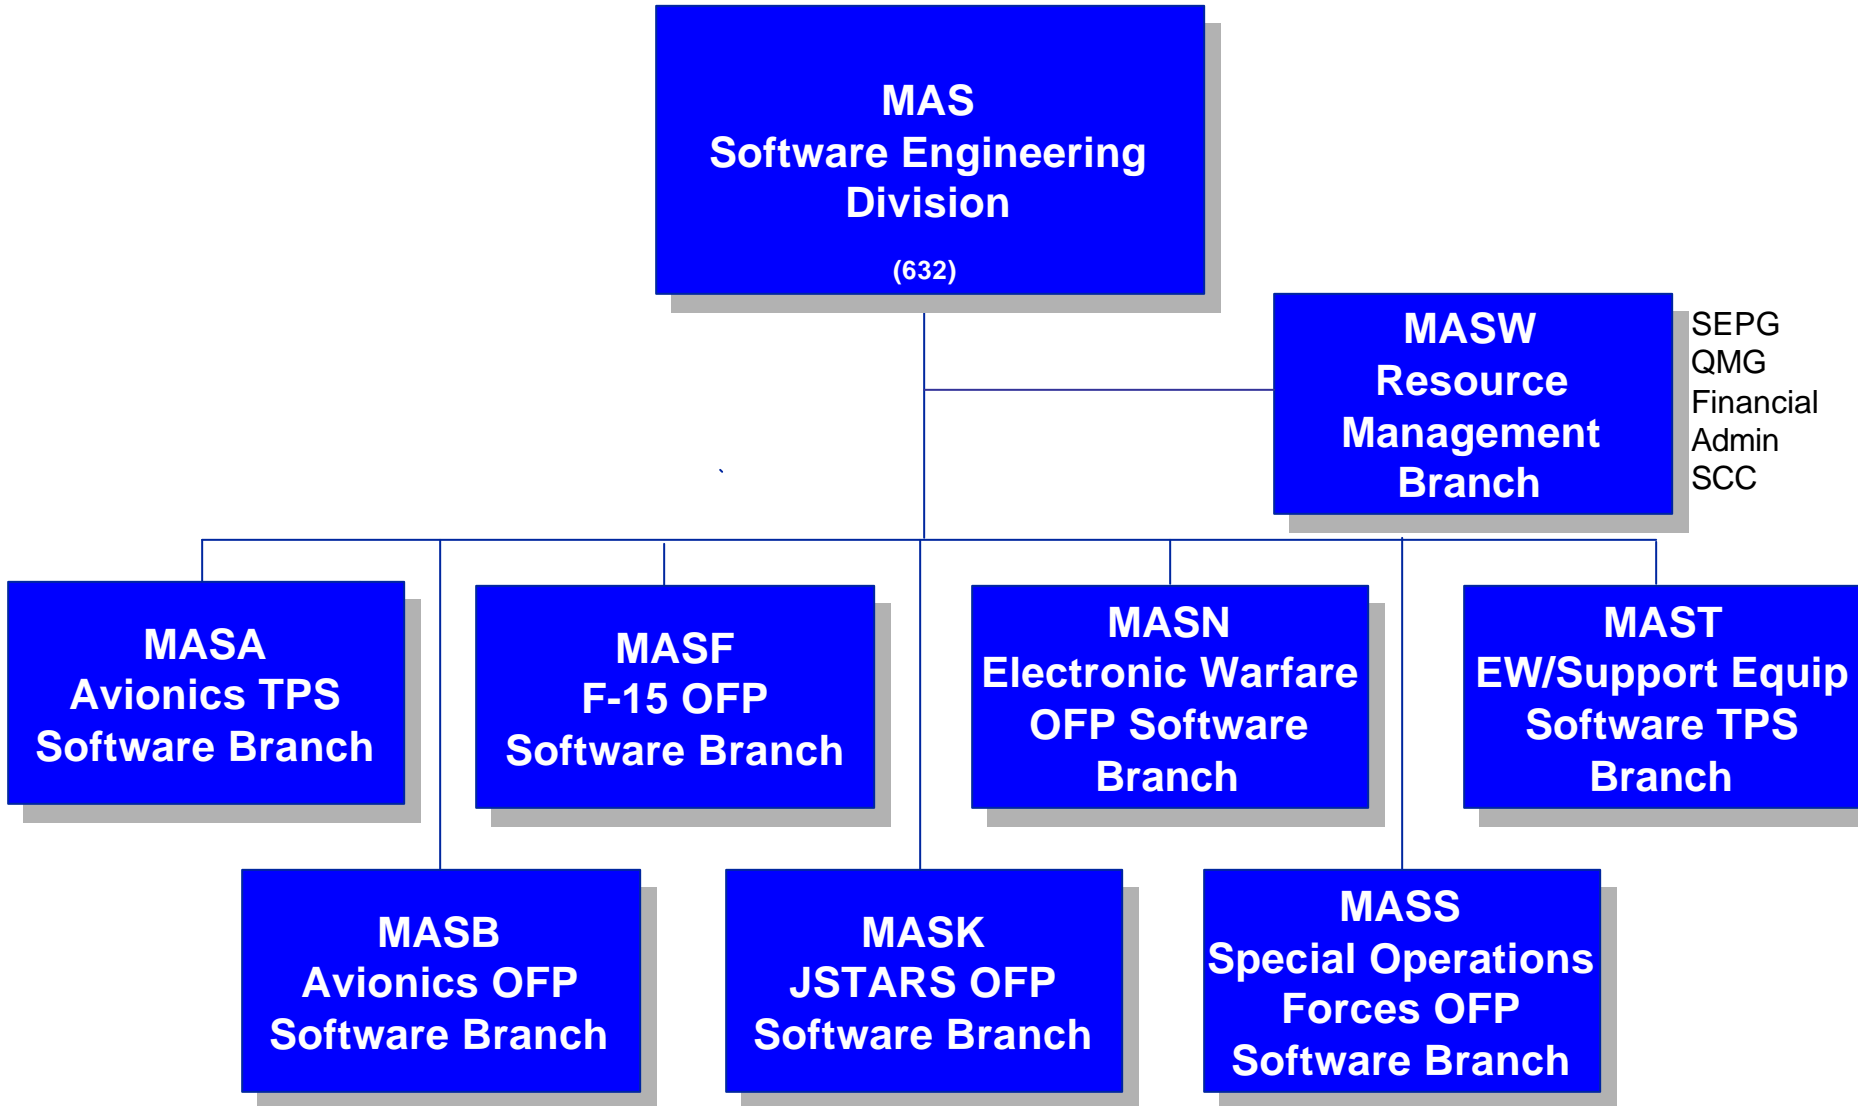 MAS
Software Engineering
Division
(632)
MASW
Resource
Management
Branch
SEPG
QMG
Financial
Admin
SCC
MASA
Avionics TPS
Software Branch
MASF
F-15 OFP
Software Branch
MASN
Electronic Warfare
OFP Software
Branch
MAST
EW/Support Equip
Software TPS
Branch
MASB
Avionics OFP
Software Branch
MASK
JSTARS OFP
Software Branch
MASS
Special Operations
Forces OFP
Software Branch